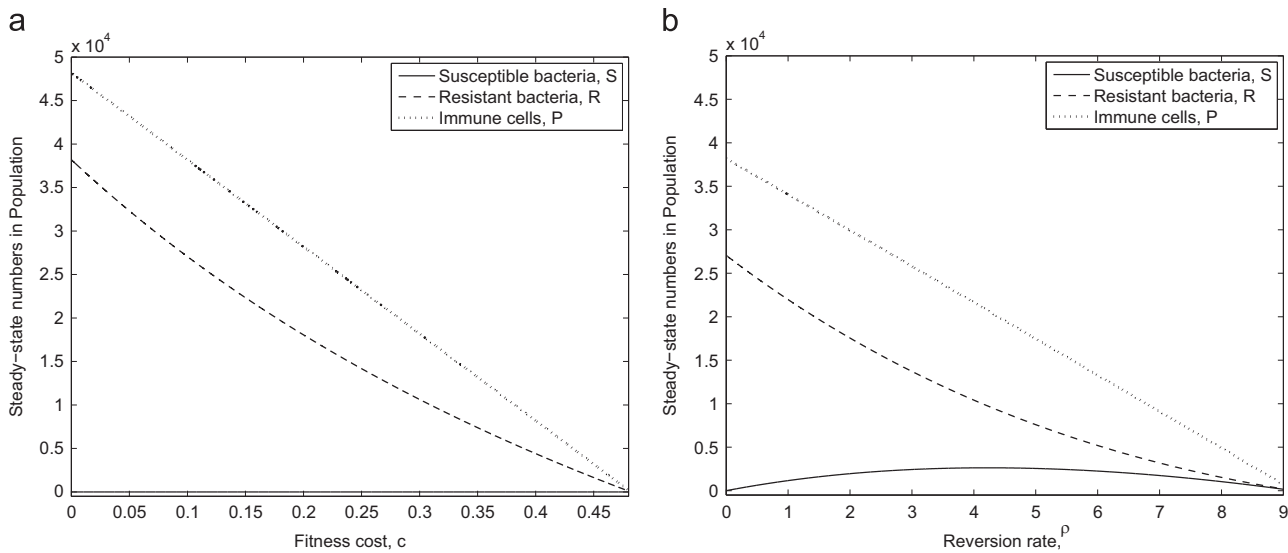 a
x 10⁴
5
4.5
4
3.5
3
2.5
2
1.5
1
0.5
0
Steady−state numbers in Population
Susceptible bacteria, S
Resistant bacteria, R
Immune cells, P
0 0.05 0.1 0.15 0.2 0.25 0.3 0.35 0.4 0.45
Fitness cost, c
b
x 10⁴
5
4.5
4
3.5
3
2.5
2
1.5
1
0.5
0
Steady−state numbers in Population
Susceptible bacteria, S
Resistant bacteria, R
Immune cells, P
0 1 2 3 4 5 6 7 8 9
Reversion rate, ρ